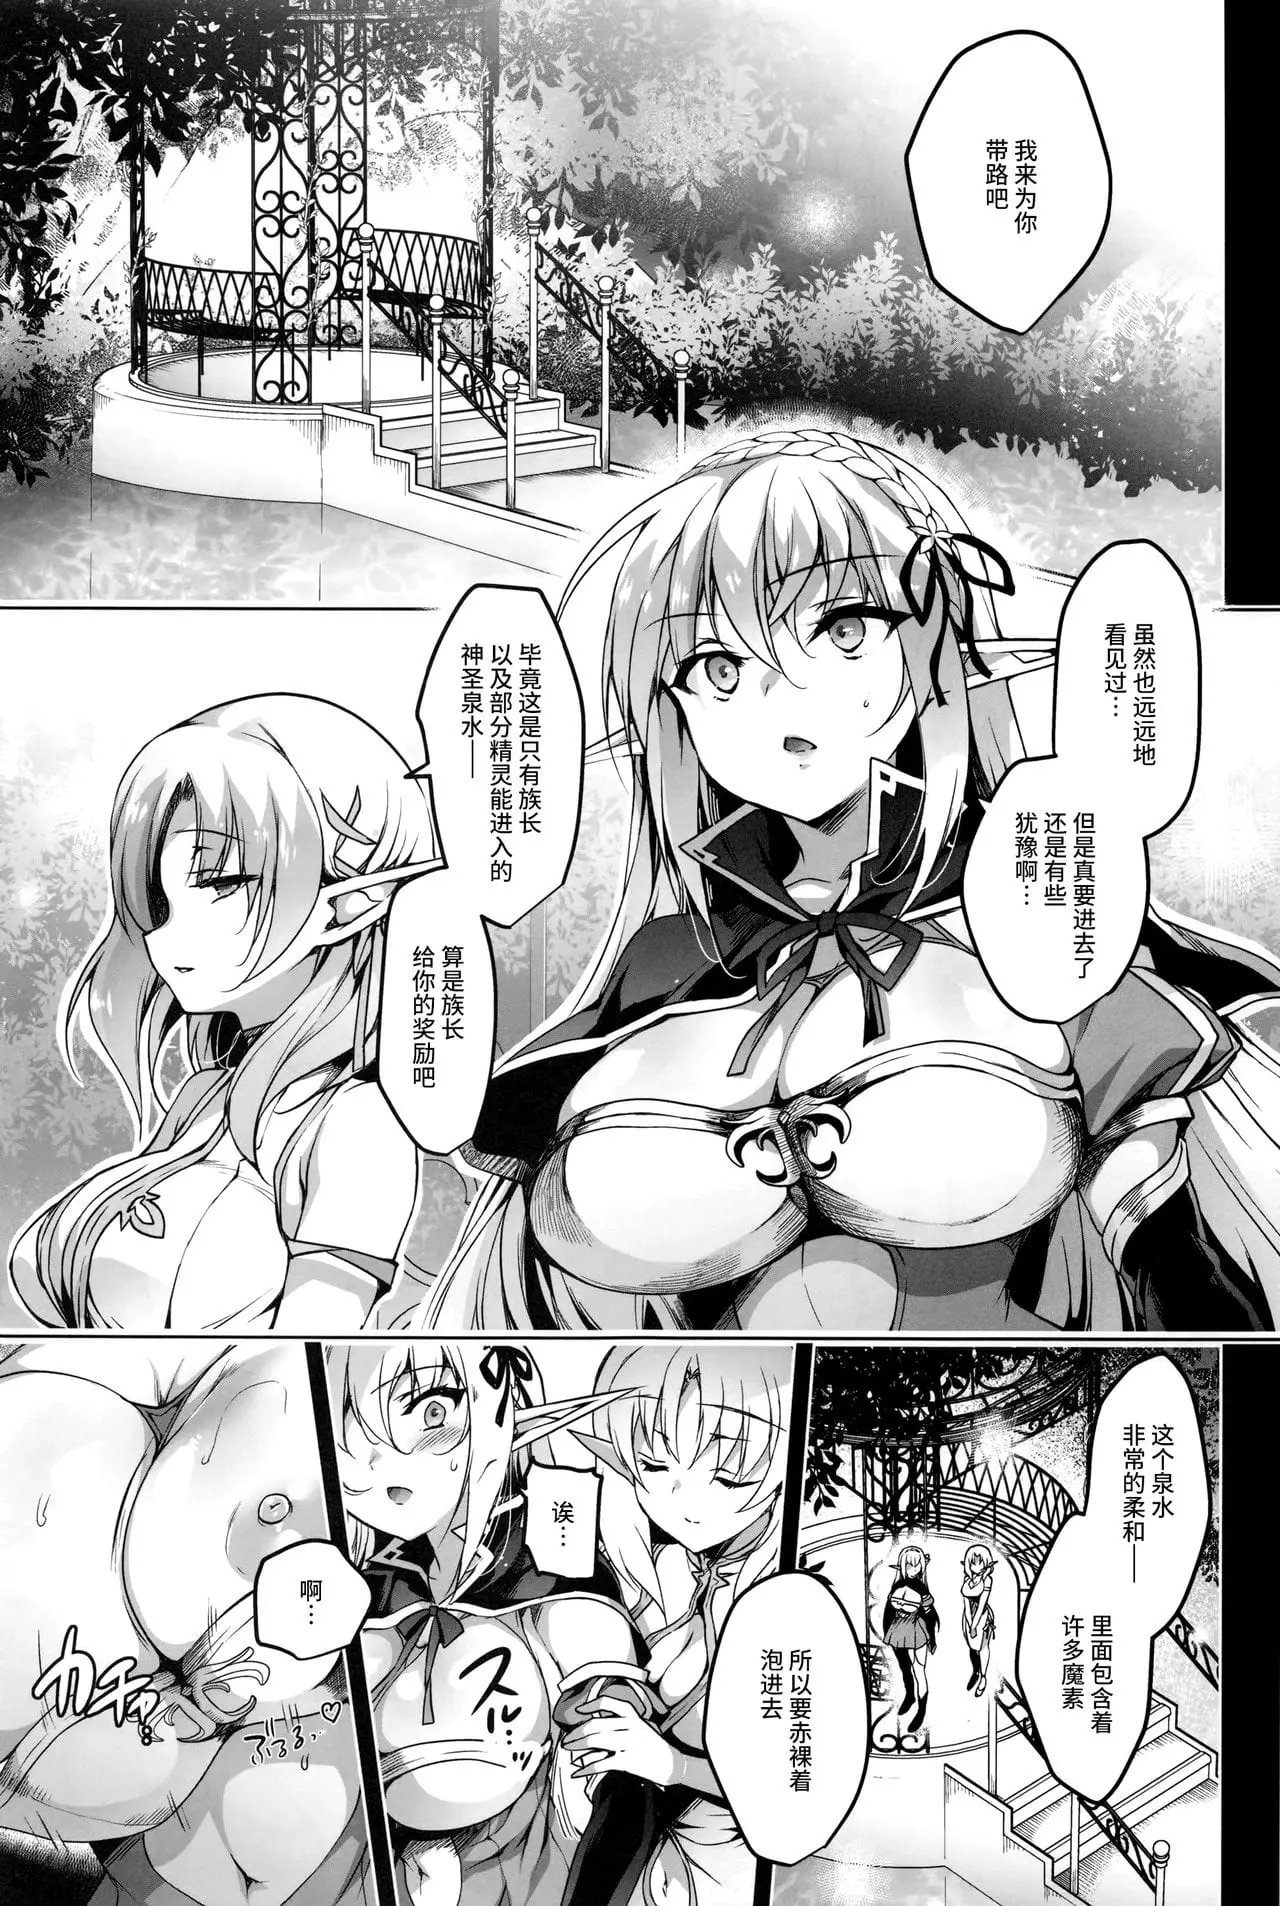 我来为你
带路吧
虽然也远远地
看见过…
但是真要进去了
还是有些
犹豫啊…
毕竟这是只有族长
以及部分精灵能进入的
神圣泉水——
算是族长
给你的奖励吧
这个泉水
非常的柔和——
里面包含着
许多魔素
所以要赤裸着
泡进去
诶…
スルッ…
啊…
カチャ…
ぶるるっ…♡